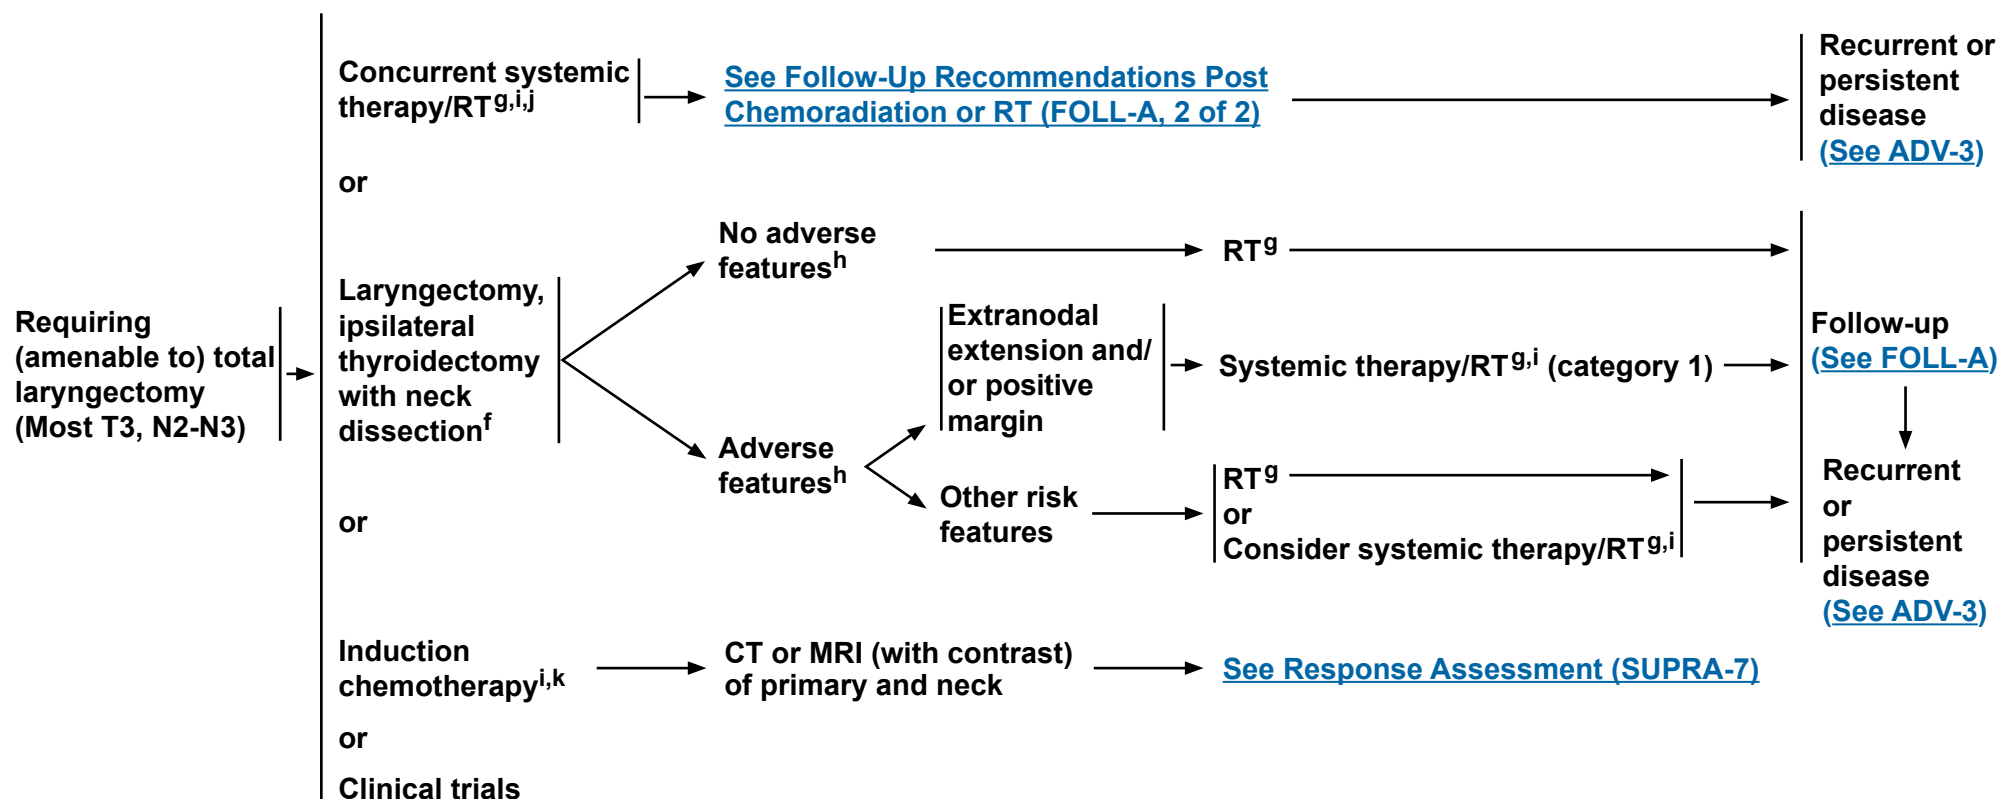 Requiring
(amenable to) total
laryngectomy
(Most T3, N2-N3)
Concurrent systemic
therapy/RTg,i,j
See Follow-Up Recommendations Post
Chemoradiation or RT (FOLL-A, 2 of 2)
Recurrent or
persistent
disease
(See ADV-3)
or
Laryngectomy,
ipsilateral
thyroidectomy
with neck
dissectionf
No adverse
featuresh
RTg
Adverse
featuresh
Extranodal
extension and/
or positive
margin
Systemic therapy/RTg,i (category 1)
Other risk
features
RTg
or
Consider systemic therapy/RTg,i
Follow-up
(See FOLL-A)
Recurrent
or
persistent
disease
(See ADV-3)
or
Induction
chemotherapyi,k
CT or MRI (with contrast)
of primary and neck
See Response Assessment (SUPRA-7)
or
Clinical trials